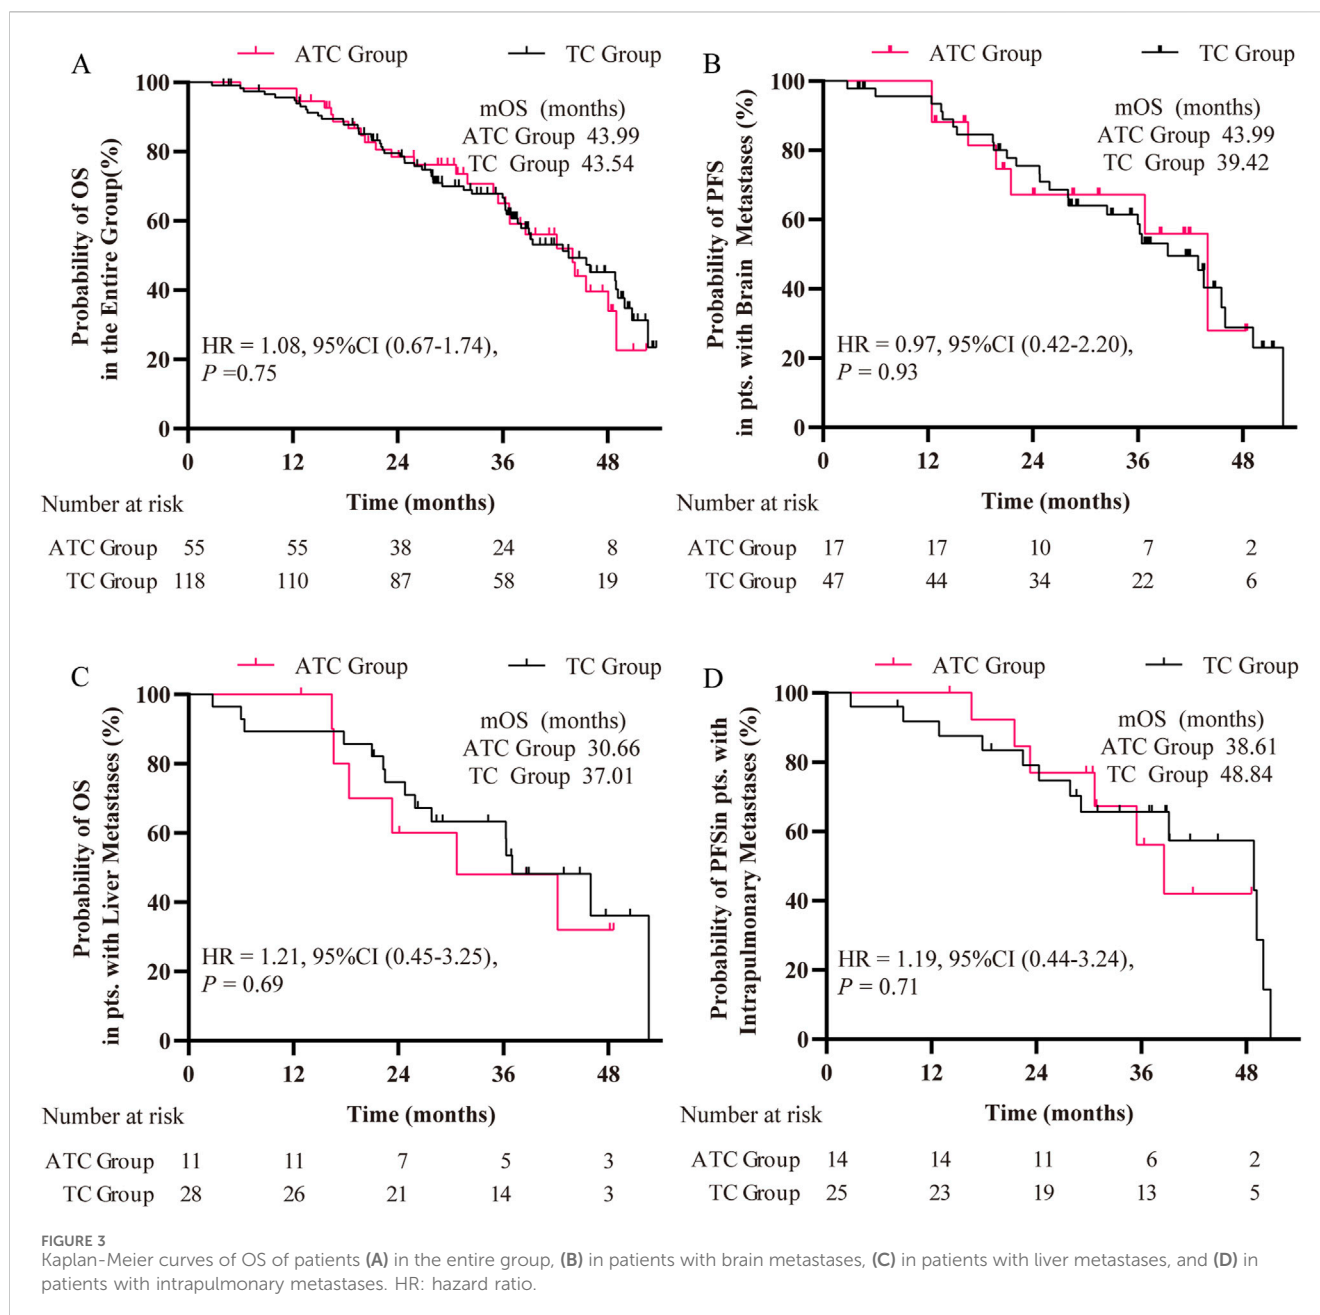 A
ATC Group
TC Group
Probability of OS
in the Entire Group(%)
100
80
60
40
20
0
mOS (months)
ATC Group 43.99
TC Group 43.54
HR = 1.08, 95%CI (0.67-1.74),
P =0.75
0 12 24 36 48
Number at risk
Time (months)
ATC Group 55 55 38 24 8
TC Group 118 110 87 58 19
B
ATC Group
TC Group
Probability of PFS
in pts. with Brain Metastases (%)
100
80
60
40
20
0
mOS (months)
ATC Group 43.99
TC Group 39.42
HR = 0.97, 95%CI (0.42-2.20),
P = 0.93
0 12 24 36 48
Number at risk
Time (months)
ATC Group 17 17 10 7 2
TC Group 47 44 34 22 6
C
ATC Group
TC Group
Probability of OS
in pts. with Liver Metastases (%)
100
80
60
40
20
0
mOS (months)
ATC Group 30.66
TC Group 37.01
HR = 1.21, 95%CI (0.45-3.25),
P = 0.69
0 12 24 36 48
Number at risk
Time (months)
ATC Group 11 11 7 5 3
TC Group 28 26 21 14 3
D
ATC Group
TC Group
Probability of PFSin pts. with
Intrapulmonary Metastases (%)
100
80
60
40
20
0
mOS (months)
ATC Group 38.61
TC Group 48.84
HR = 1.19, 95%CI (0.44-3.24),
P = 0.71
0 12 24 36 48
Number at risk
Time (months)
ATC Group 14 14 11 6 2
TC Group 25 23 19 13 5
FIGURE 3
Kaplan-Meier curves of OS of patients (A) in the entire group, (B) in patients with brain metastases, (C) in patients with liver metastases, and (D) in
patients with intrapulmonary metastases. HR: hazard ratio.